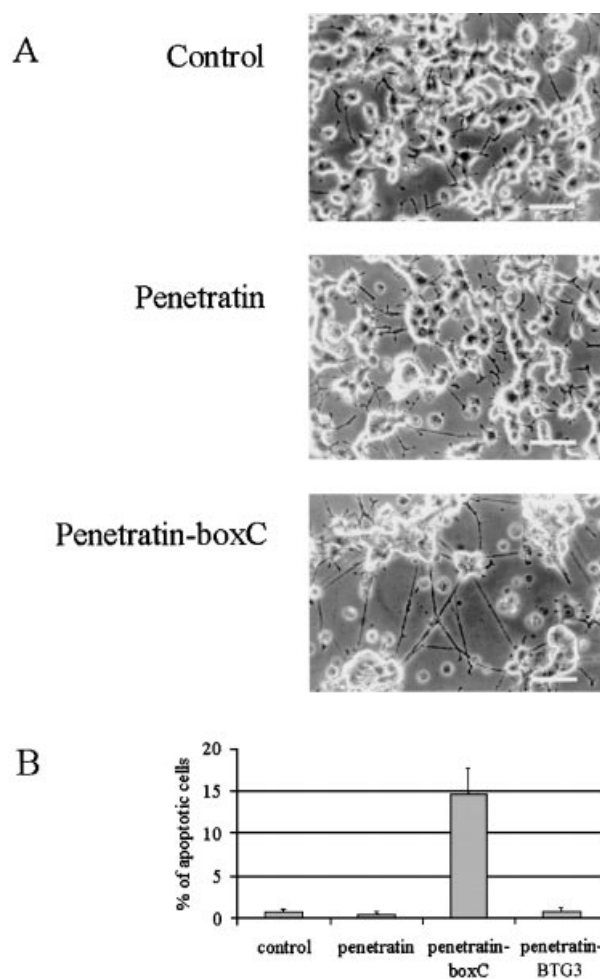 A
Control
Penetratin
Penetratin-boxC
B
% of apoptotic cells
20
15
10
5
0
control
penetratin
penetratin-
boxC
penetratin-
BTG3